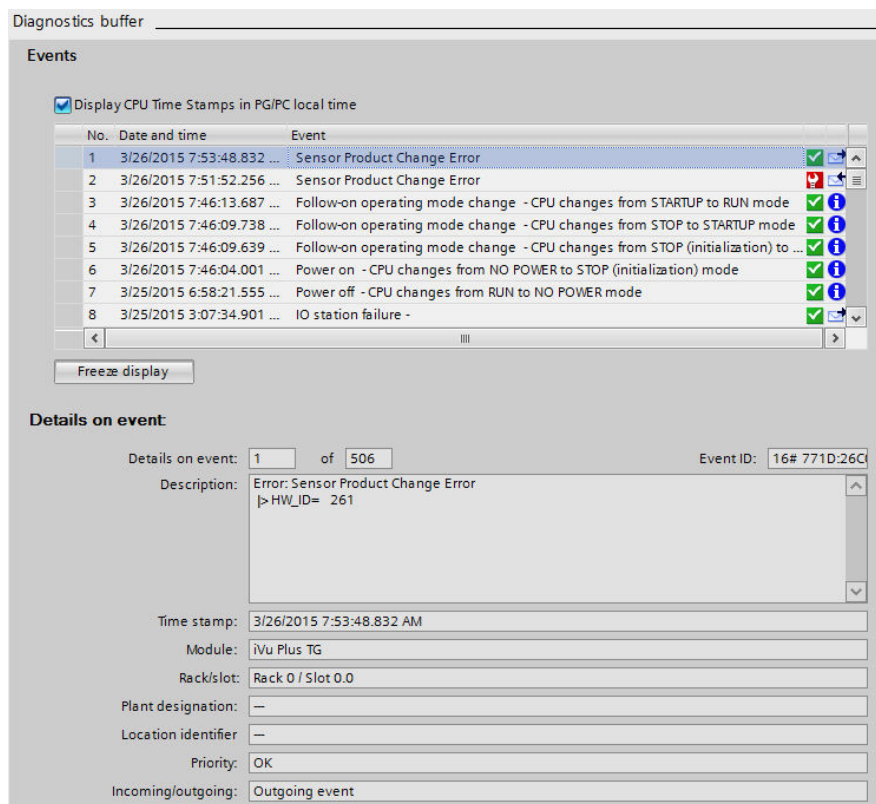 Diagnostics buffer
Events
Display CPU Time Stamps in PG/PC local time
No. Date and time Event
1 3/26/2015 7:53:48.832 ... Sensor Product Change Error
2 3/26/2015 7:51:52.256 ... Sensor Product Change Error
3 3/26/2015 7:46:13.687 ... Follow-on operating mode change - CPU changes from STARTUP to RUN mode
4 3/26/2015 7:46:09.738 ... Follow-on operating mode change - CPU changes from STOP to STARTUP mode
5 3/26/2015 7:46:09.639 ... Follow-on operating mode change - CPU changes from STOP (initialization) to ...
6 3/26/2015 7:46:04.001 ... Power on - CPU changes from NO POWER to STOP (initialization) mode
7 3/25/2015 6:58:21.555 ... Power off - CPU changes from RUN to NO POWER mode
8 3/25/2015 3:07:34.901 ... IO station failure -
Freeze display
Details on event:
Details on event: 1 of 506 Event ID: 16# 771D:26C0
Description: Error: Sensor Product Change Error
|> HW_ID= 261
Time stamp: 3/26/2015 7:53:48.832 AM
Module: iVu Plus TG
Rack/slot: Rack 0 / Slot 0.0
Plant designation: ---
Location identifier ---
Priority: OK
Incoming/outgoing: Outgoing event